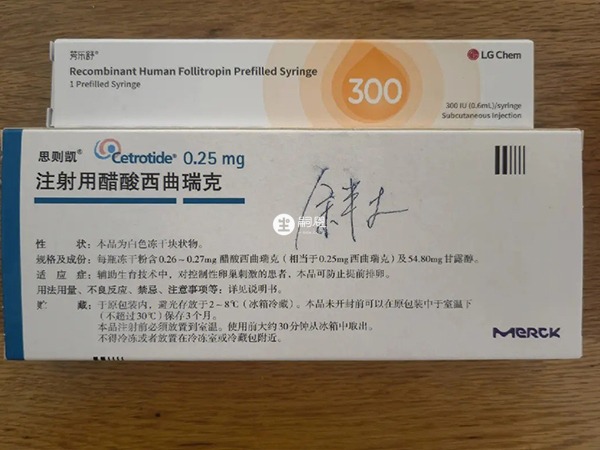 芳乐舒®
LG Chem
Recombinant Human Follitropin Prefilled Syringe
1 Prefilled Syringe
300
300 IU (0.6mL)/syringe
Subcutaneous Injection
思则凯® Cetrotide® 0.25 mg
注射用醋酸西曲瑞克
性状:本品为白色冻干块状物。
规格及成份:每瓶冻干粉含0.26~0.27mg 醋酸西曲瑞克(相当于0.25mg西曲瑞克)及54.80mg甘露醇。
适应症:辅助生育技术中,对控制性卵巢刺激的患者,本品可防止提前排卵。
用法用量、不良反应、禁忌、注意事项等:详见说明书。
贮藏:于原包装内,避光存放于2~8℃(冰箱冷藏)。本品未开封前可以在原包装中于室温下
(不超过30℃)保存3个月。
本品注射前必须放置到室温。使用前大约30分钟从冰箱中取出。
不得冷冻或者放置在冷冻室或冷藏包附近。
MERCK